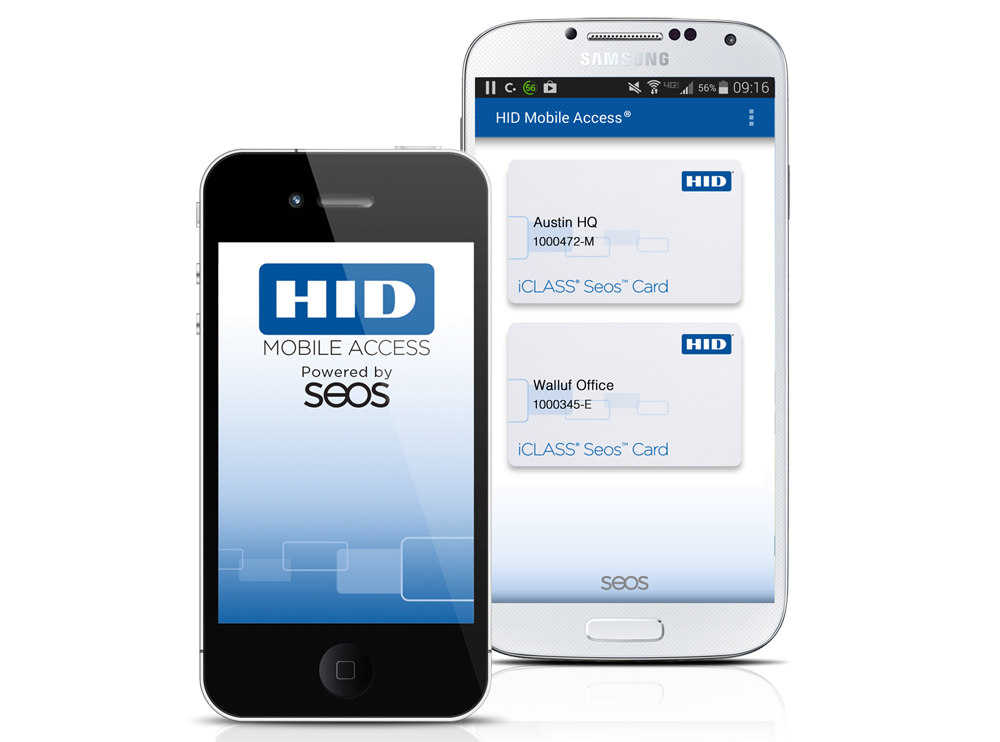 HID
MOBILE ACCESS
Powered by
seos
SAMSUNG
56 4G 56% 09:16
HID Mobile Access®
HID
Austin HQ
1000472-M
iCLASS® Seos™ Card
HID
Walluf Office
1000345-E
iCLASS® Seos™ Card
seos